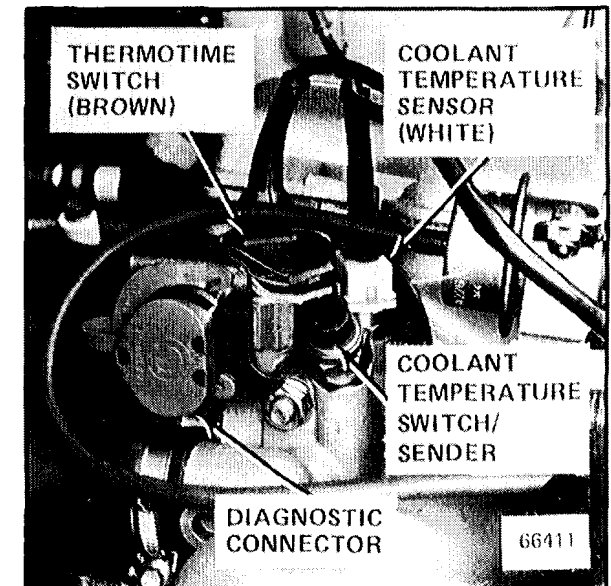 THERMOTIME
SWITCH
(BROWN)
COOLANT
TEMPERATURE
SENSOR
(WHITE)
COOLANT
TEMPERATURE
SWITCH/
SENDER
DIAGNOSTIC
CONNECTOR
66411